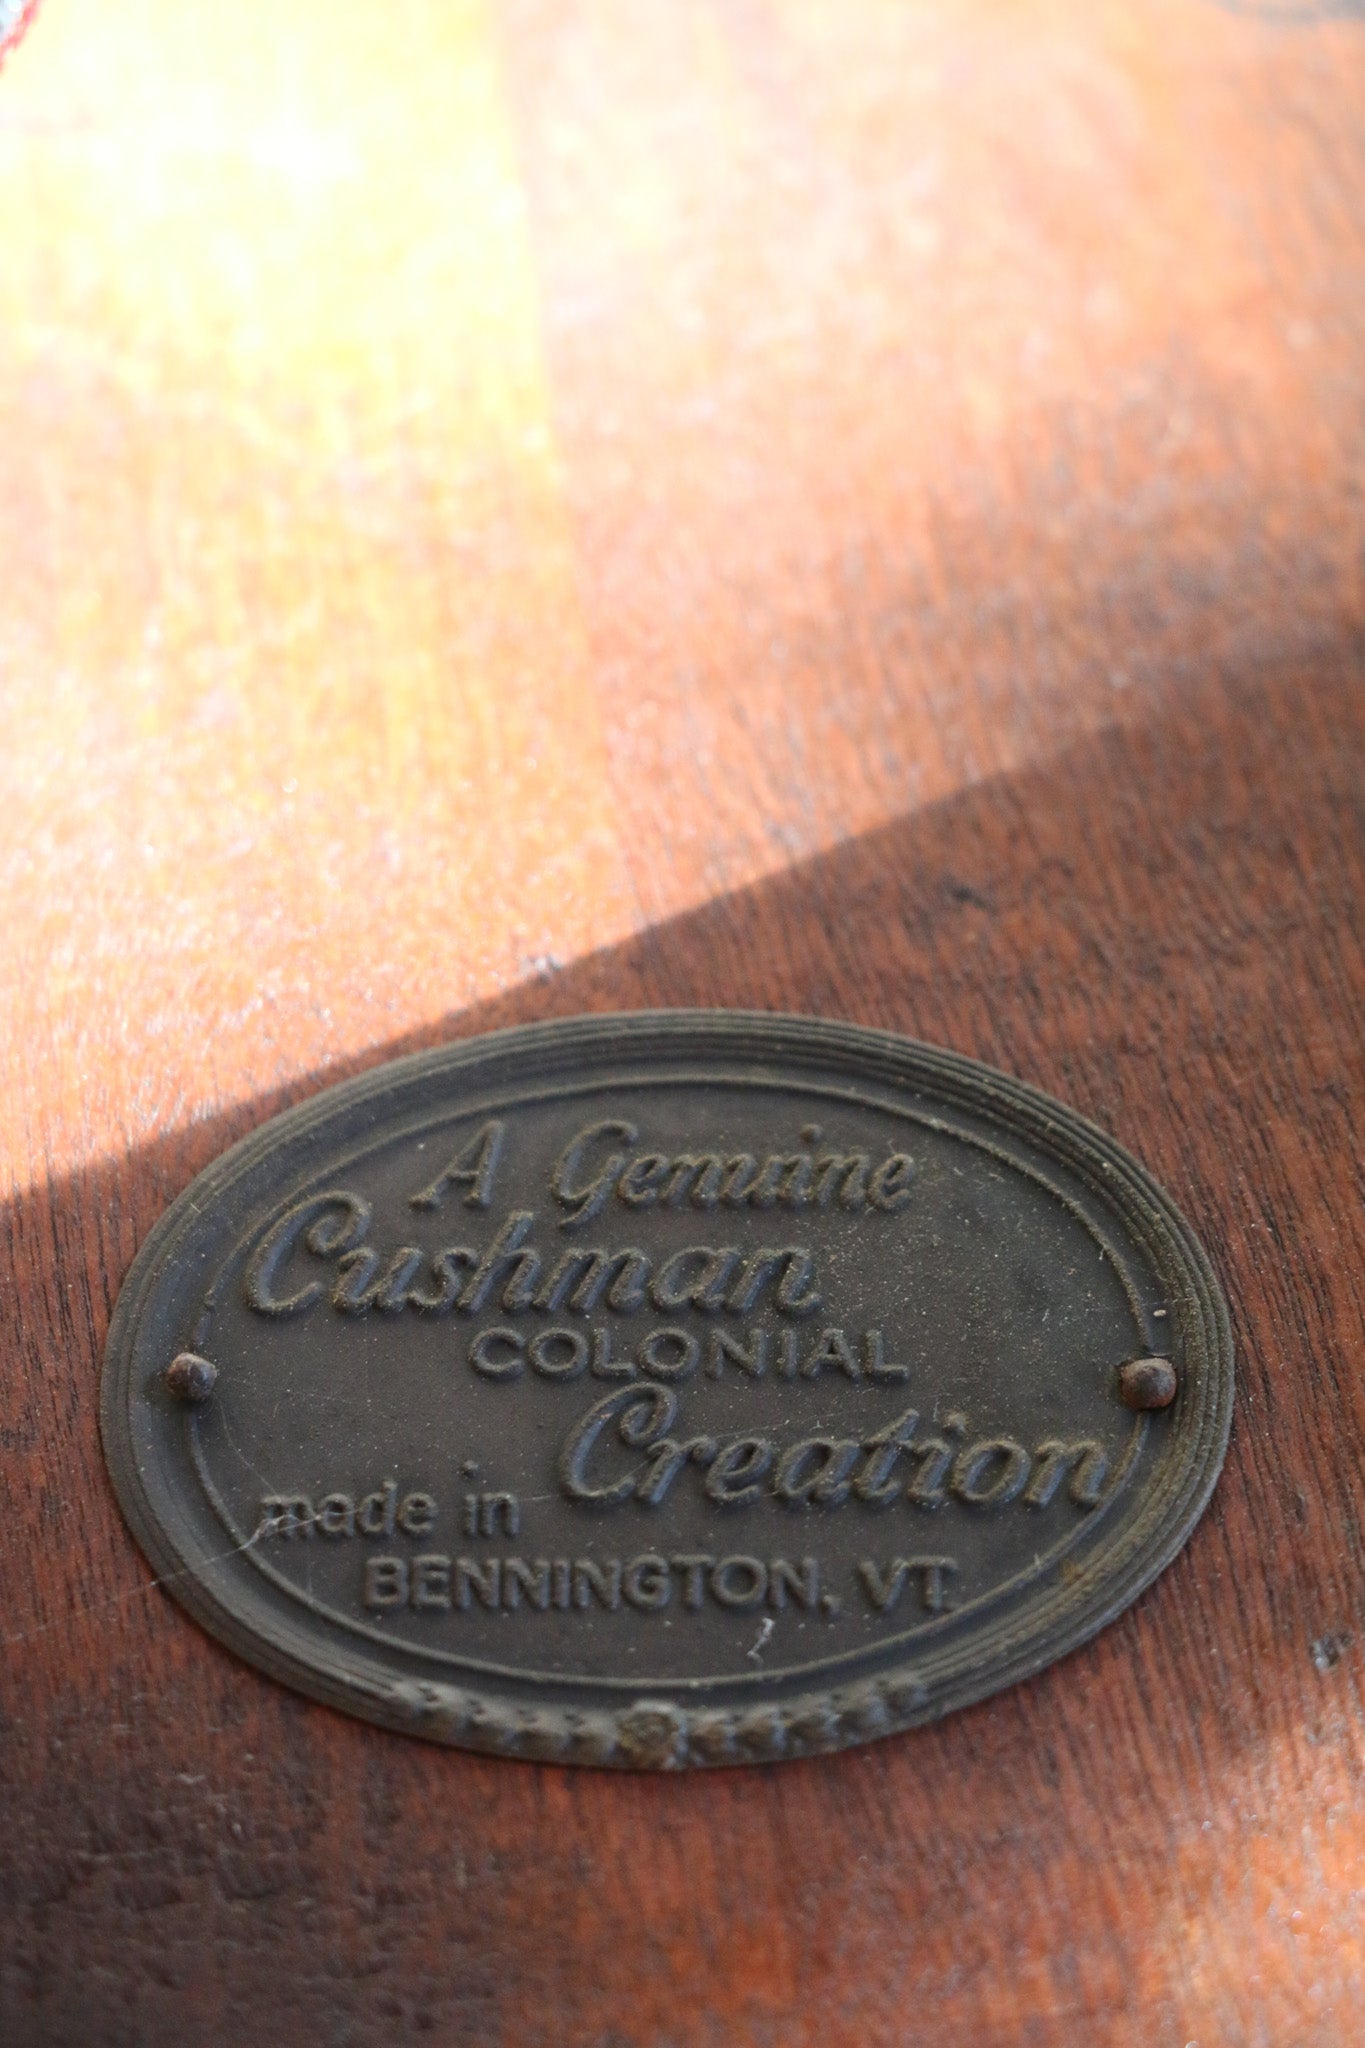 A Genuine
Cushman
COLONIAL
Creation
made in
BENNINGTON, VT